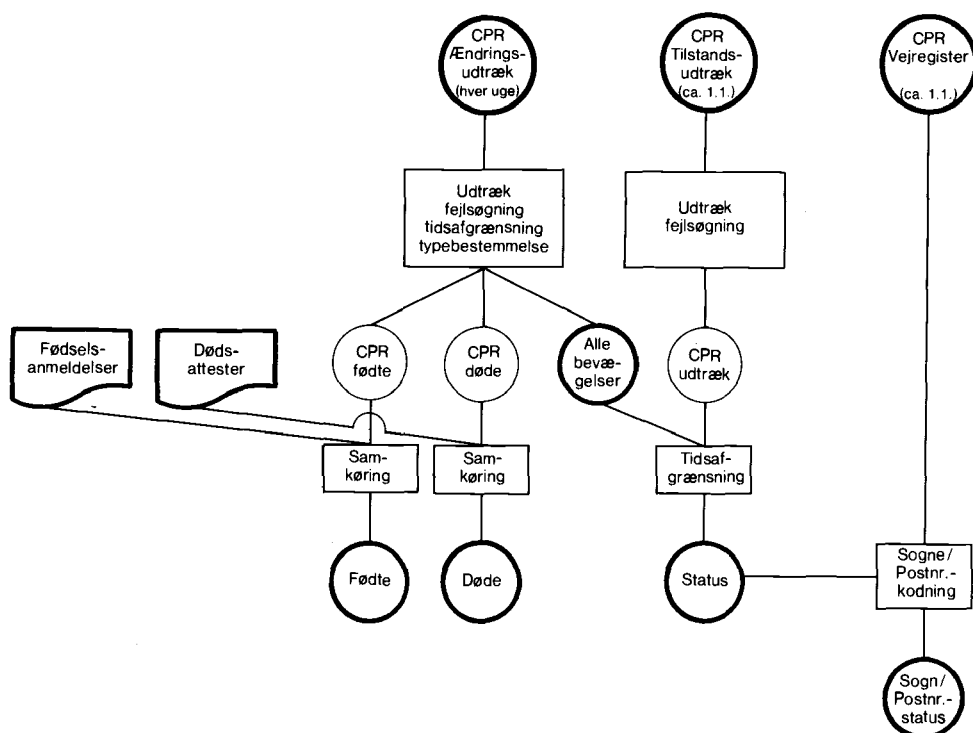 CPR
Ændrings-
udtræk
(hver uge)
CPR
Tilstands-
udtræk
(ca. 1.1.)
CPR
Vejregister
(ca. 1.1.)
Udtræk
fejlsøgning
tidsafgrænsning
typebestemmelse
Udtræk
fejlsøgning
Fødsels-
anmeldelser
Døds-
attester
CPR
fødte
CPR
døde
Alle
bevæ-
gelser
CPR
udtræk
Sam-
køring
Sam-
køring
Tidsaf-
grænsning
Fødte
Døde
Status
Sogne/
Postnr.-
kodning
Sogn/
Postnr.-
status